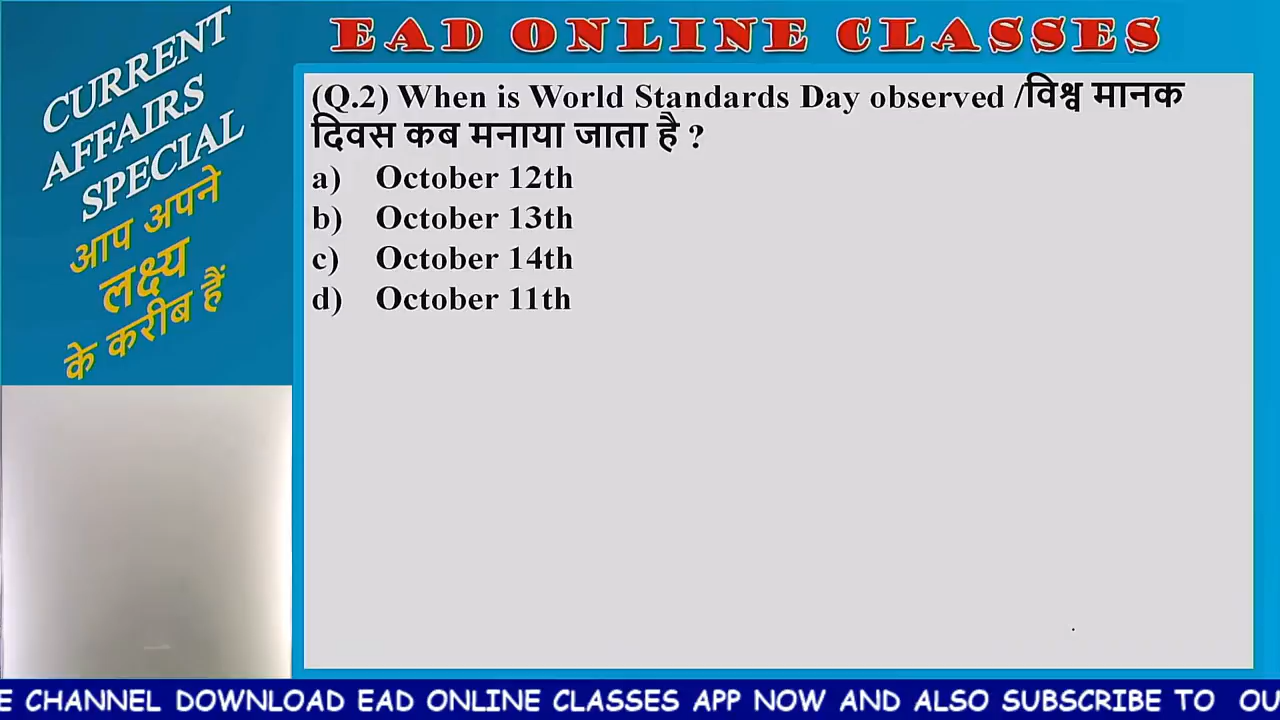 CURRENT
AFFAIRS
SPECIAL
आप अपने
लक्ष्य
के करीब हैं
EAD ONLINE CLASSES
(Q.2) When is World Standards Day observed /विश्व मानक
दिवस कब मनाया जाता है ?
a) October 12th
b) October 13th
c) October 14th
d) October 11th
E CHANNEL DOWNLOAD EAD ONLINE CLASSES APP NOW AND ALSO SUBSCRIBE TO OU